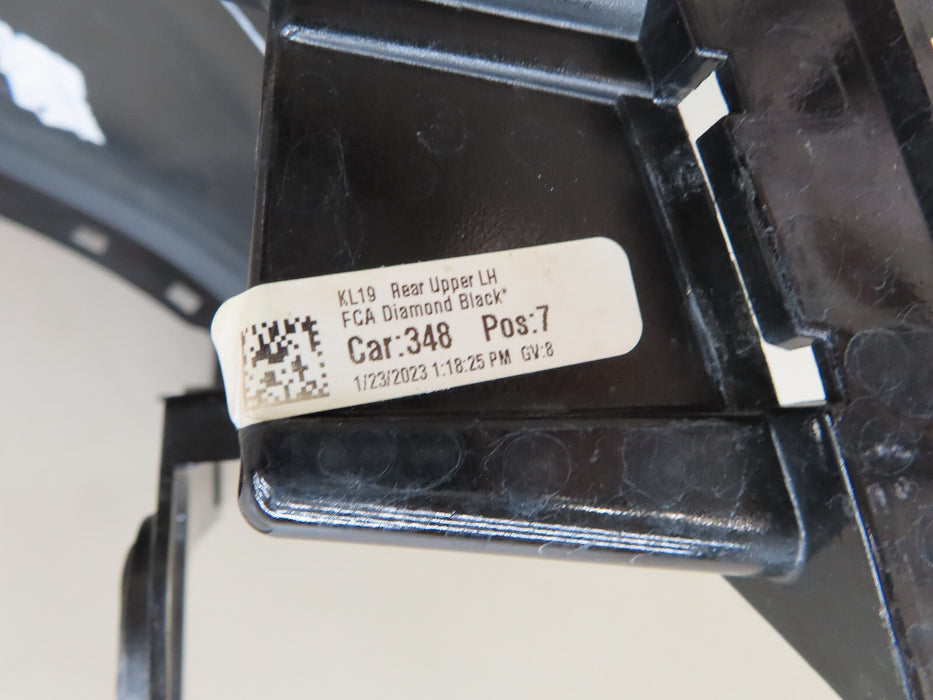 KL19 Rear Upper LH
FCA Diamond Black*
Car:348 Pos:7
1/23/2023 1:18:25 PM GV:8